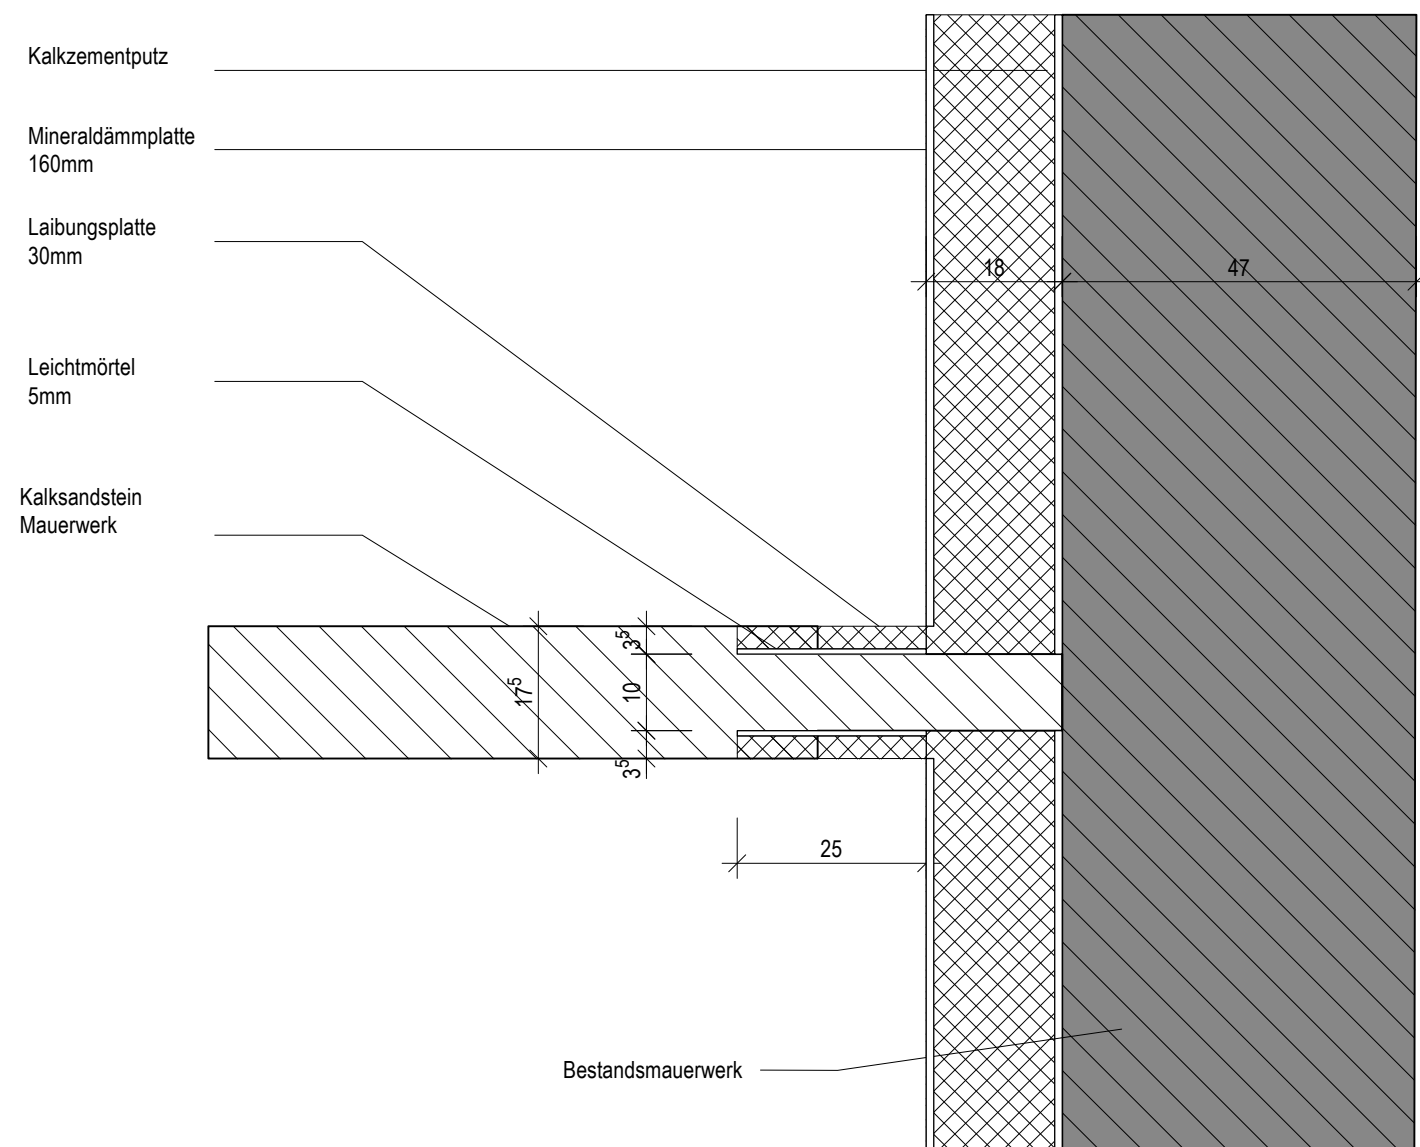 Kalkzementputz
Mineraldämmplatte
160mm
Laibungsplatte
30mm
18
47
Leichtmörtel
5mm
Kalksandstein
Mauerwerk
3⁵
17⁵
10
3⁵
25
Bestandsmauerwerk